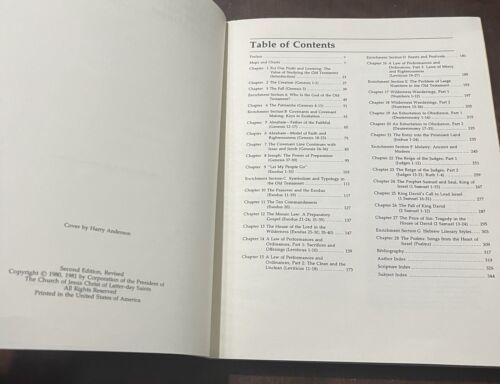 Cover by Harry Anderson
Second Edition, Revised
Copyright © 1980, 1981 by Corporation of the President of
The Church of Jesus Christ of Latter-day Saints
All Rights Reserved
Printed in the United States of America
Table of Contents
Preface
Maps and Charts
Chapter 1 For Our Profit and Learning: The
Value of Studying the Old Testament
(Introduction)
Chapter 2 The Creation (Genesis 1-2)
Chapter 3 The Fall (Genesis 3)
Enrichment Section A: Who Is the God of the Old
Testament?
Chapter 4 The Patriarchs (Genesis 4-11)
Enrichment Section B: Covenants and Covenant
Making: Keys to Exaltation
Chapter 5 Abraham—Father of the Faithful
(Genesis 12-17)
Chapter 6 Abraham—Model of Faith and
Righteousness (Genesis 18-23)
Chapter 7 The Covenant Line Continues with
Isaac and Jacob (Genesis 24-36)
Chapter 8 Joseph: The Power of Preparation
(Genesis 37-50)
Chapter 9 "Let My People Go"
(Exodus 1-10)
Enrichment Section C: Symbolism and Typology in
the Old Testament 111
Chapter 10 The Passover and the Exodus
(Exodus 11-19)
Chapter 11 The Ten Commandments
(Exodus 20)
Chapter 12 The Mosaic Law: A Preparatory
Gospel (Exodus 21-24)
Chapter 13 The House of the Lord in the
Wilderness (Exodus 25-30, 35-40)
Chapter 14 A Law of Performances and
Ordinances, Part 1: Sacrifices and
Offerings (Leviticus 1-10)
Chapter 15 A Law of Performances and
Ordinances, Part 2: The Clean and the
Unclean (Leviticus 11-18) 173
Enrichment Section D: Feasts and Festivals
Chapter 16 A Law of Performances and
Ordinances, Part 3: Laws of Mercy
and Righteousness
(Leviticus 19-27) 189
Enrichment Section E: The Problem of Large
Numbers in the Old Testament
Chapter 17 Wilderness Wanderings, Part 1
(Numbers 1-12) 197
Chapter 18 Wilderness Wanderings, Part 2
(Numbers 13-36)
Chapter 19 An Exhortation to Obedience, Part 1
(Deuteronomy 1-16)
Chapter 20 An Exhortation to Obedience, Part 2
(Deuteronomy 17-33)
Chapter 21 The Entry into the Promised Land
(Joshua 1-24)
Enrichment Section F: Idolatry: Ancient and
Modern 245
Chapter 22 The Reign of the Judges, Part 1
(Judges 1-12) 251
Chapter 23 The Reign of the Judges, Part 2
(Judges 13-21; Ruth 1-4)
Chapter 24 The Prophet Samuel and Saul, King of
Israel (1 Samuel 1-15)
Chapter 25 King David's Call to Lead Israel
(1 Samuel 16-31)
Chapter 26 The Fall of King David
(2 Samuel 1-12) 287
Chapter 27 The Price of Sin: Tragedy in the
House of David (2 Samuel 13-24)
Enrichment Section G: Hebrew Literary Styles 303
Chapter 28 The Psalms: Songs from the Heart of
Israel (Psalms) 309
Bibliography 317
Author Index 319
Scripture Index
Subject Index 344